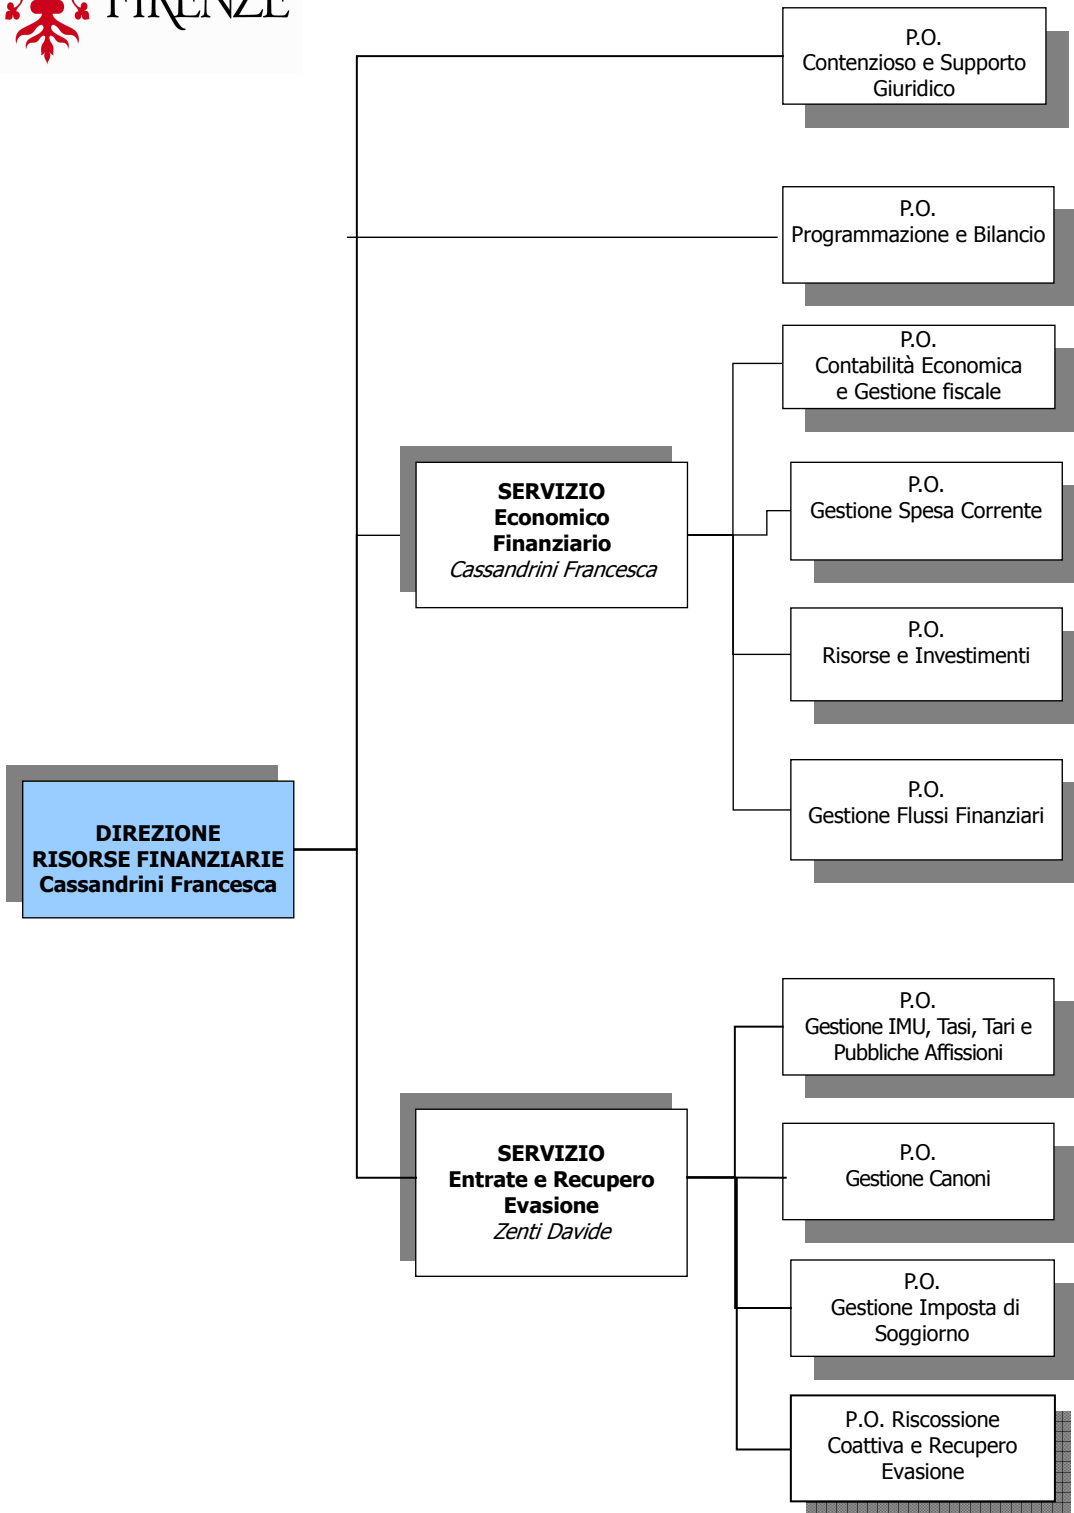 FIRENZE
P.O.
Contenzioso e Supporto
Giuridico
P.O.
Programmazione e Bilancio
P.O.
Contabilità Economica
e Gestione fiscale
SERVIZIO
Economico
Finanziario
Cassandrini Francesca
P.O.
Gestione Spesa Corrente
P.O.
Risorse e Investimenti
P.O.
Gestione Flussi Finanziari
DIREZIONE
RISORSE FINANZIARIE
Cassandrini Francesca
P.O.
Gestione IMU, Tasi, Tari e
Pubbliche Affissioni
SERVIZIO
Entrate e Recupero
Evasione
Zenti Davide
P.O.
Gestione Canoni
P.O.
Gestione Imposta di
Soggiorno
P.O. Riscossione
Coattiva e Recupero
Evasione